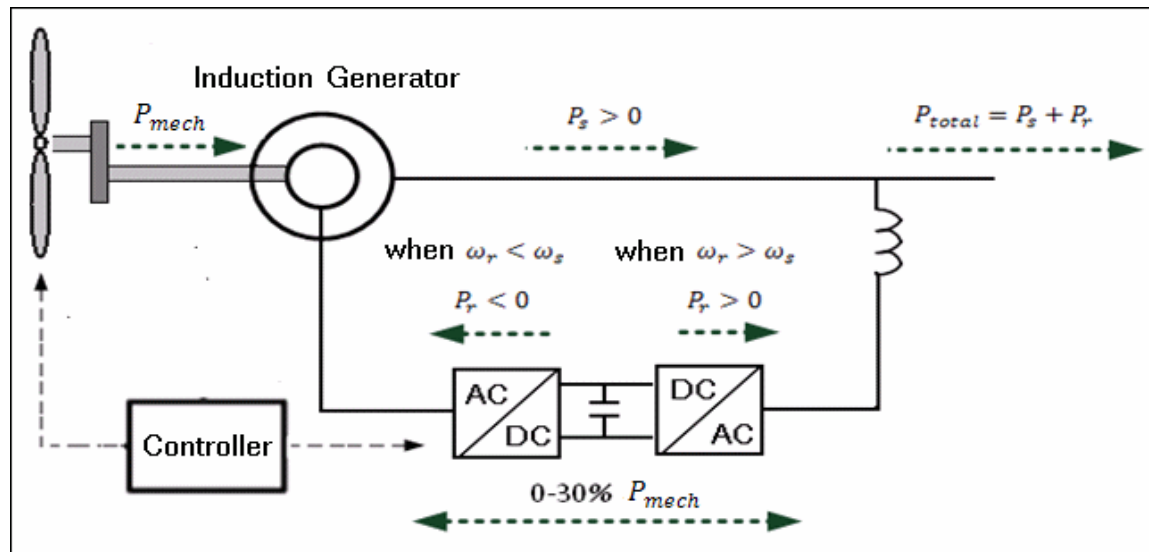 Induction Generator
P_mech
P_s > 0
P_total = P_s + P_r
when ω_r < ω_s
when ω_r > ω_s
P_r < 0
P_r > 0
AC
DC
DC
AC
Controller
0-30% P_mech